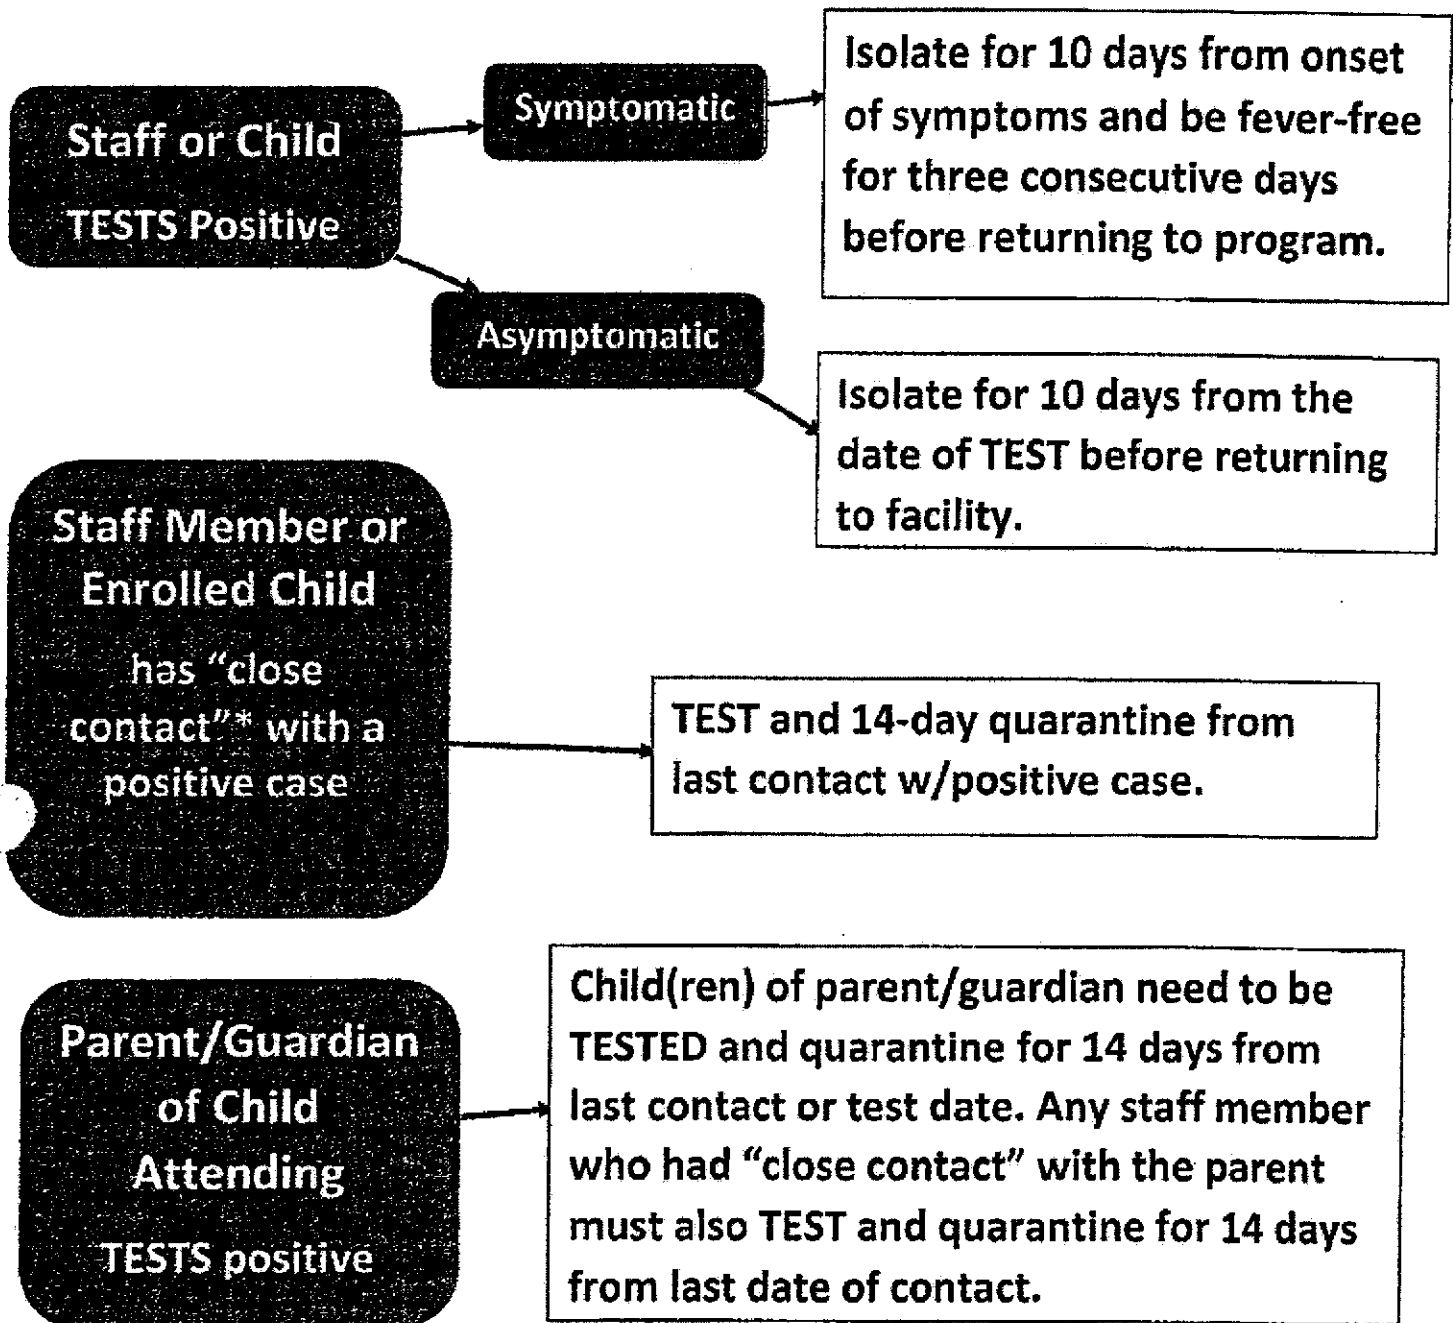 Staff or Child
TESTS Positive
Symptomatic
Isolate for 10 days from onset
of symptoms and be fever-free
for three consecutive days
before returning to program.
Asymptomatic
Isolate for 10 days from the
date of TEST before returning
to facility.
Staff Member or
Enrolled Child
has “close
contact”* with a
positive case
TEST and 14-day quarantine from
last contact w/positive case.
Parent/Guardian
of Child
Attending
TESTS positive
Child(ren) of parent/guardian need to be
TESTED and quarantine for 14 days from
last contact or test date. Any staff member
who had “close contact” with the parent
must also TEST and quarantine for 14 days
from last date of contact.